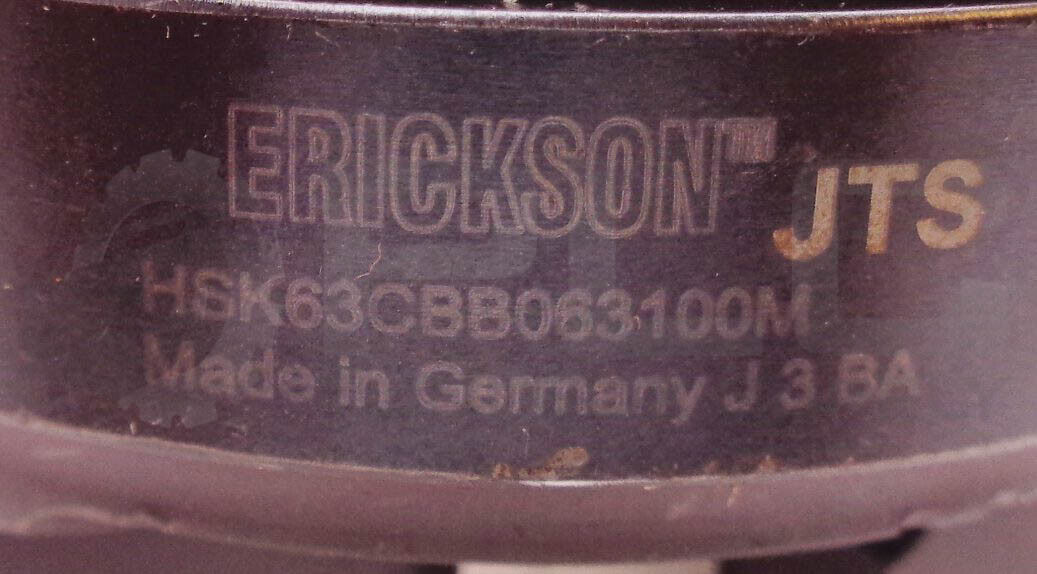 ERICKSON™ JTS
HSK63CBB063100M
Made in Germany J 3 BA